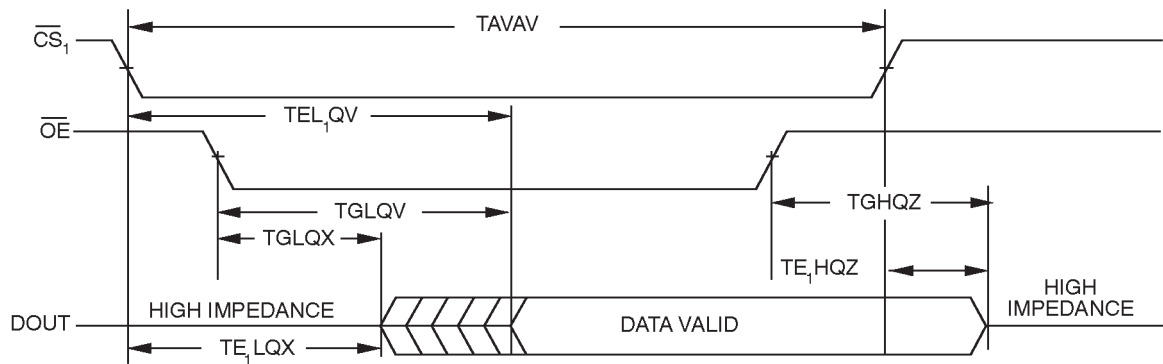 TAVAV
CS₁
TEL₁QV
OE
TGLQV
TGHQZ
TGLQX
TE₁HQZ
HIGH IMPEDANCE
HIGH IMPEDANCE
DOUT
DATA VALID
TE₁LQX